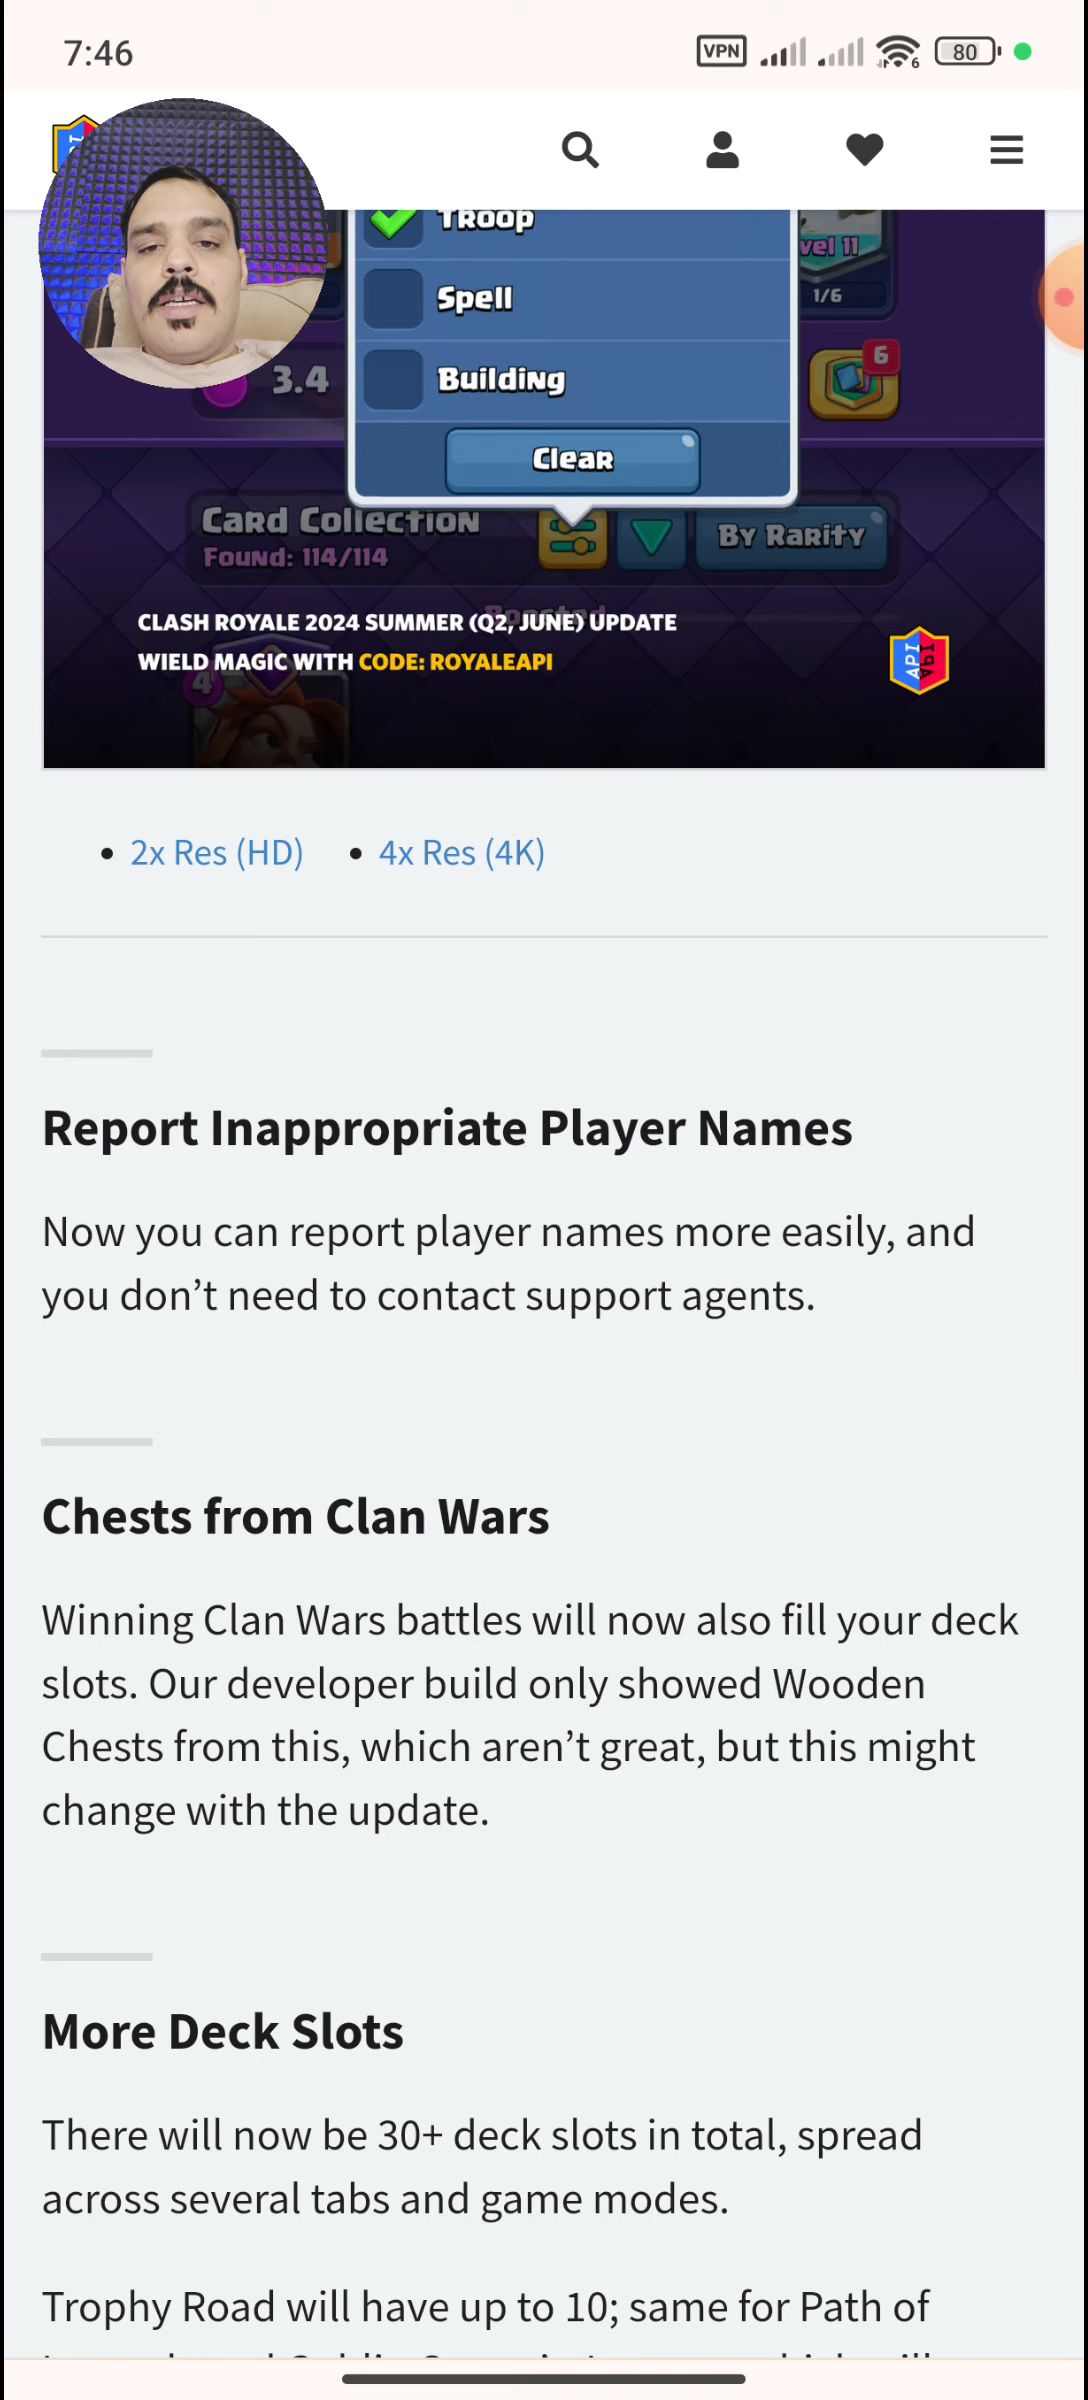 7:46
VPN
6
80
Troop
vel 11
Spell
1/6
6
3.4
Building
Clear
Card Collection
Found: 114/114
By Rarity
Boosted
CLASH ROYALE 2024 SUMMER (Q2, JUNE) UPDATE
WIELD MAGIC WITH CODE: ROYALEAPI
API
4
2x Res (HD)
4x Res (4K)
Report Inappropriate Player Names
Now you can report player names more easily, and
you don’t need to contact support agents.
Chests from Clan Wars
Winning Clan Wars battles will now also fill your deck
slots. Our developer build only showed Wooden
Chests from this, which aren’t great, but this might
change with the update.
More Deck Slots
There will now be 30+ deck slots in total, spread
across several tabs and game modes.
Trophy Road will have up to 10; same for Path of